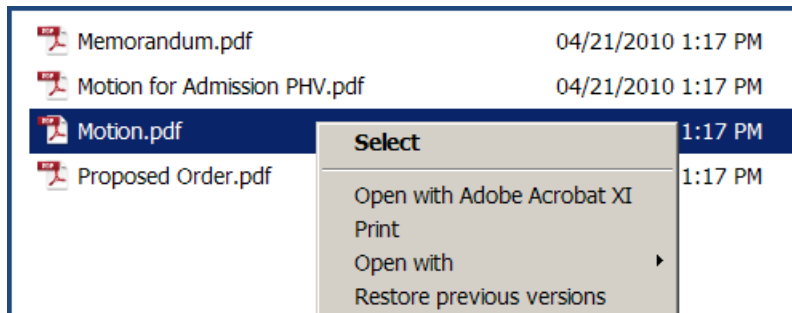 Memorandum.pdf 04/21/2010 1:17 PM
Motion for Admission PHV.pdf 04/21/2010 1:17 PM
Motion.pdf 1:17 PM
Select
Proposed Order.pdf 1:17 PM
Open with Adobe Acrobat XI
Print
Open with
Restore previous versions